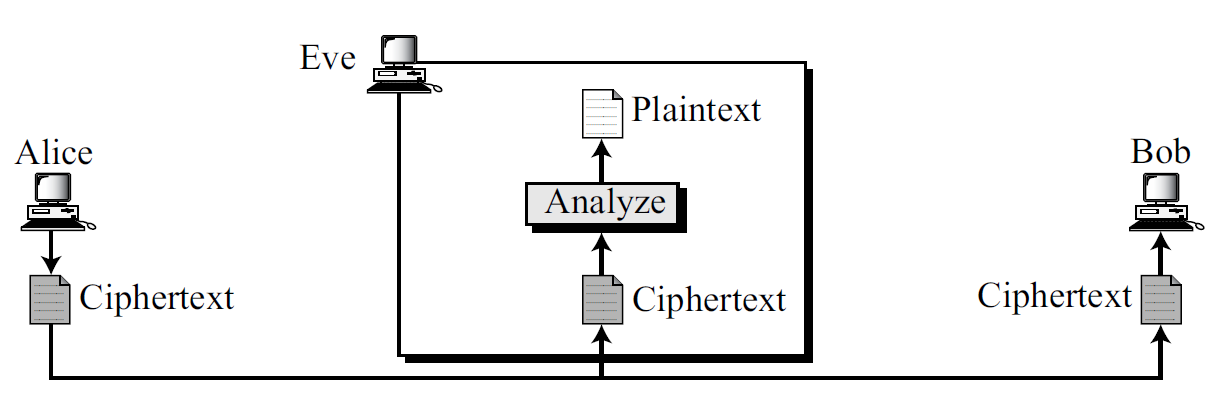 Eve
Plaintext
Alice
Bob
Analyze
Ciphertext
Ciphertext
Ciphertext